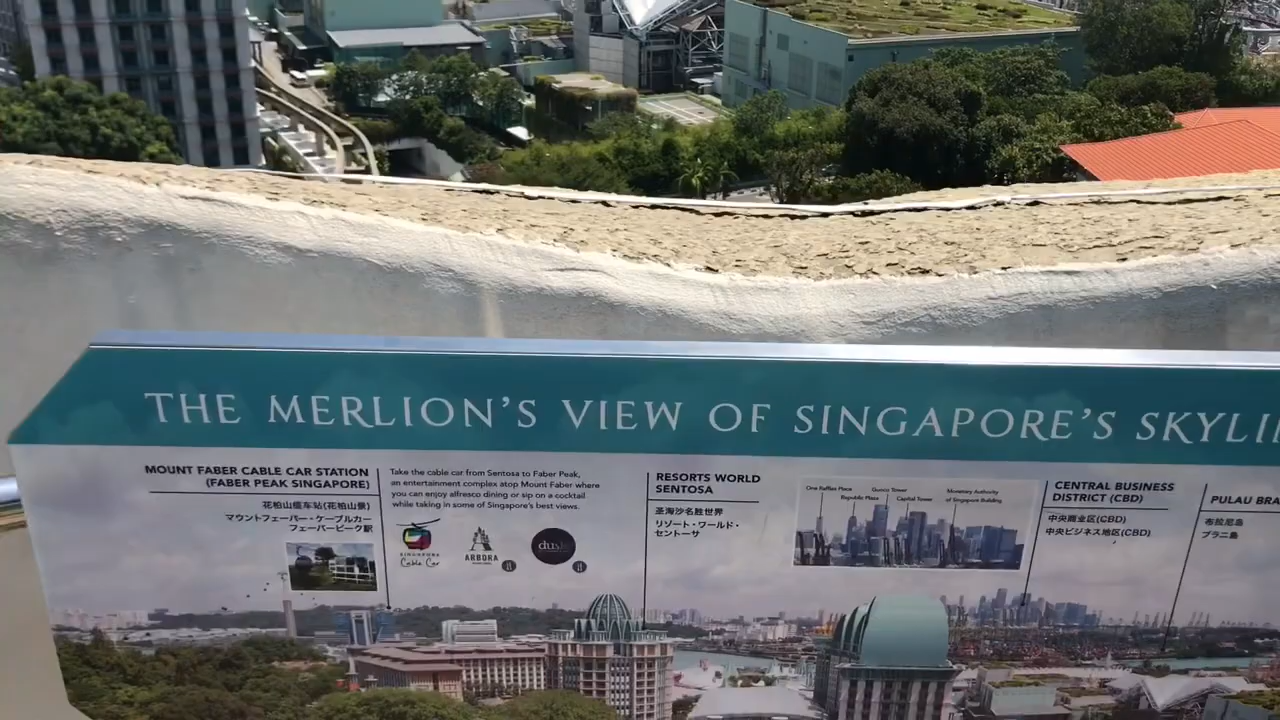 THE MERLION'S VIEW OF SINGAPORE'S
MOUNT FABER CABLE CAR STATION
(FABER PEAK SINGAPORE)
花柏山缆车站(花柏山景)
マウントフェーバー・ケーブルカー
フェーバーピーク駅
Take the cable car from Sentosa to Faber Peak,
an entertainment complex atop Mount Faber where
you can enjoy alfresco dining or sip on a cocktail
while taking in some of Singapore's best views.
SINGAPORE
Cable Car
ARBORA
dusk
RESORTS WORLD
SENTOSA
圣淘沙名胜世界
リゾート・ワールド・
セントーサ
One Raffles Place
Republic Plaza
Capital Tower
Monetary Authority
of Singapore Building
CENTRAL BUSINESS
DISTRICT (CBD)
中央商业区(CBD)
中央ビジネス地区(CBD)
PULAU
布拉尼岛
ブラニ島